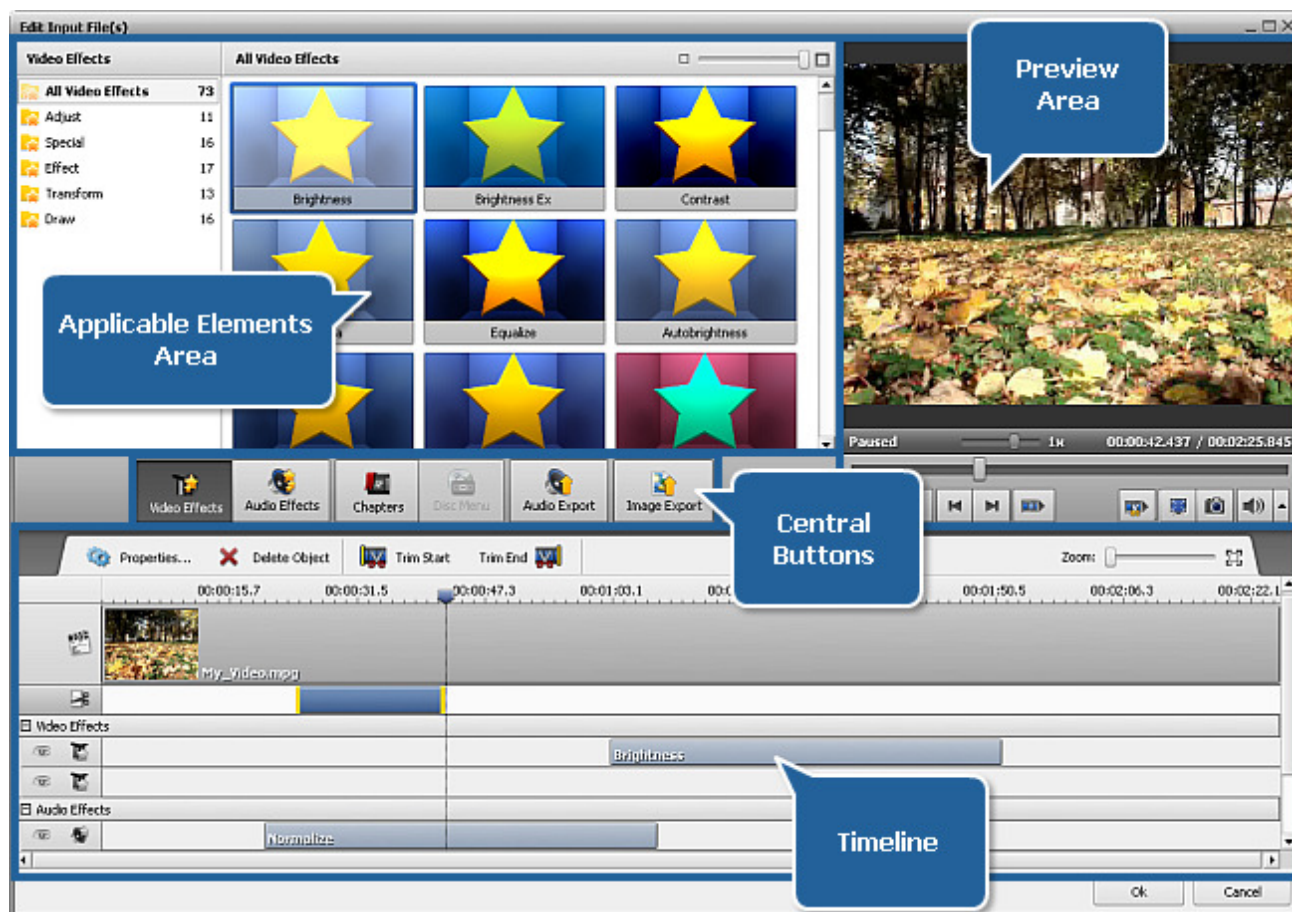 Edit Input File(s)
Video Effects
All Video Effects
All Video Effects 73
Adjust 11
Special 16
Effect 17
Transform 13
Draw 16
Brightness
Brightness Ex
Contrast
Equalize
Autobrightness
Applicable Elements
Area
Preview
Area
Paused
1x
00:00:42.437 / 00:02:25.845
Video Effects
Audio Effects
Chapters
Disc Menu
Audio Export
Image Export
Central
Buttons
Properties...
Delete Object
Trim Start
Trim End
Zoom:
00:00:15.7
00:00:31.5
00:00:47.3
00:01:03.1
00:01:50.5
00:02:06.3
00:02:22.1
My_Video.mpg
Video Effects
Brightness
Audio Effects
Normalize
Timeline
Ok
Cancel